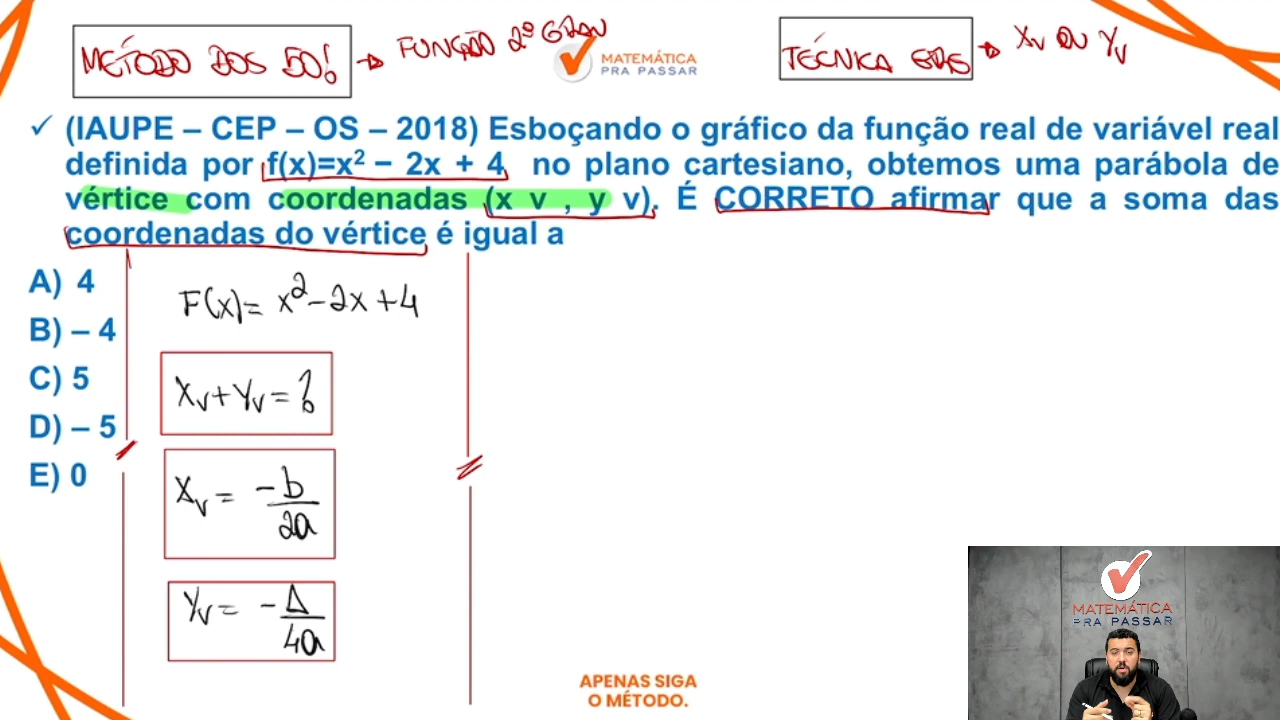 MÉTODO DOS 50! → FUNÇÃO 2º GRAU
MATEMÁTICA
PRA PASSAR
TÉCNICA → Xv OU Yv
✓ (IAUPE – CEP – OS – 2018) Esboçando o gráfico da função real de variável real
definida por f(x)=x² – 2x + 4 no plano cartesiano, obtemos uma parábola de
vértice com coordenadas (x v , y v). É CORRETO afirmar que a soma das
coordenadas do vértice é igual a
A) 4
B) – 4
C) 5
D) – 5
E) 0
F(x)= x² – 2x + 4
Xv + Yv = ?
Xv = -b/2a
Yv = -Δ/4a
MATEMÁTICA
PRA PASSAR
APENAS SIGA
O MÉTODO.